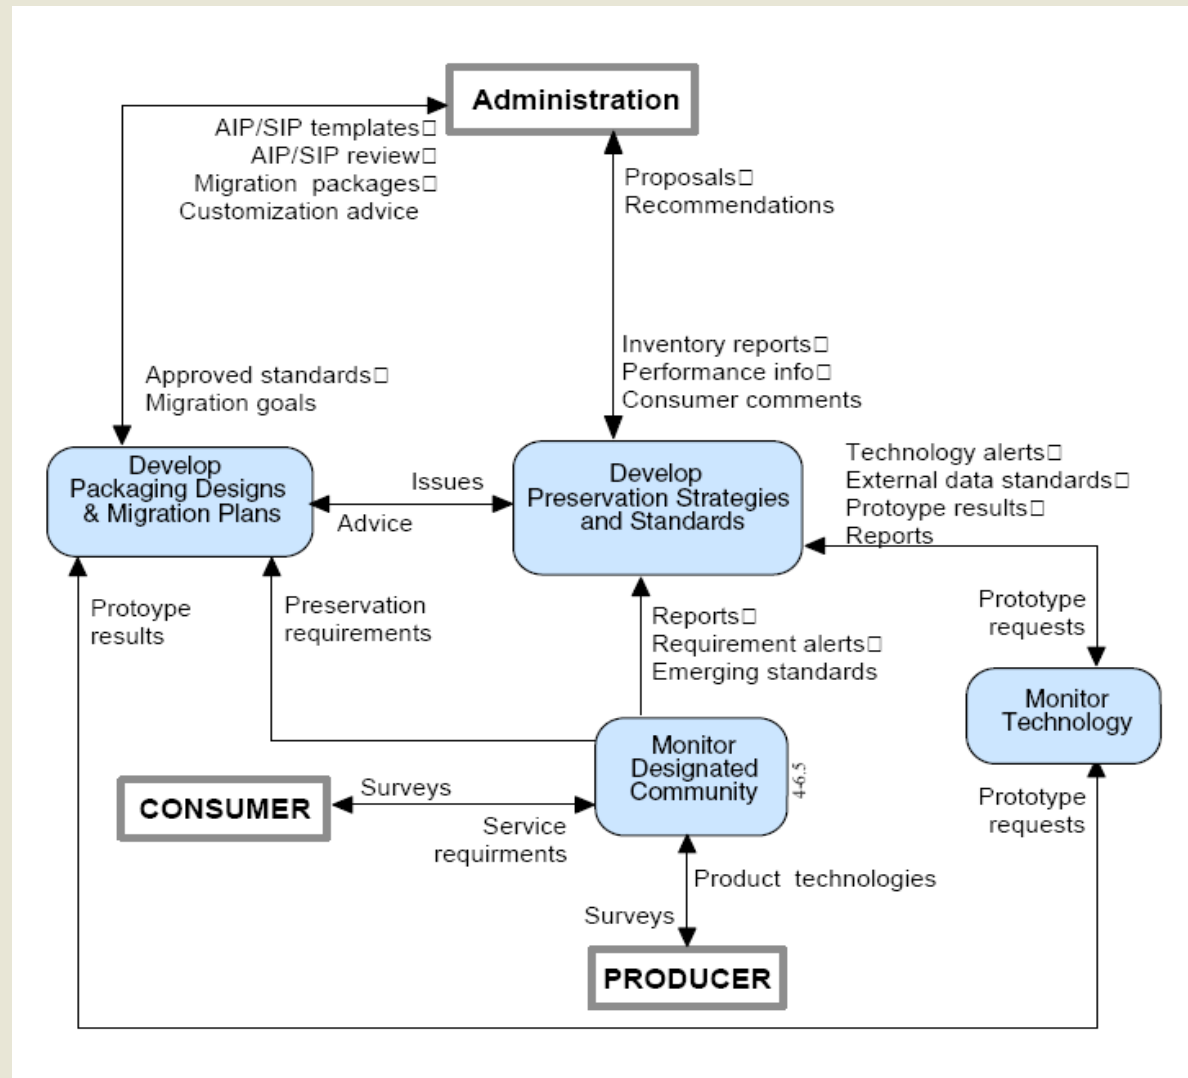 Administration
AIP/SIP templates□
AIP/SIP review□
Migration packages□
Customization advice
Proposals□
Recommendations
Inventory reports□
Performance info□
Consumer comments
Approved standards□
Migration goals
Develop
Packaging Designs
& Migration Plans
Issues
Advice
Develop
Preservation Strategies
and Standards
Technology alerts□
External data standards□
Protoype results□
Reports
Protoype
results
Preservation
requirements
Reports□
Requirement alerts□
Emerging standards
Prototype
requests
Monitor
Technology
Monitor
Designated
Community
4-6.5
CONSUMER
Surveys
Service
requirments
Prototype
requests
Product technologies
Surveys
PRODUCER